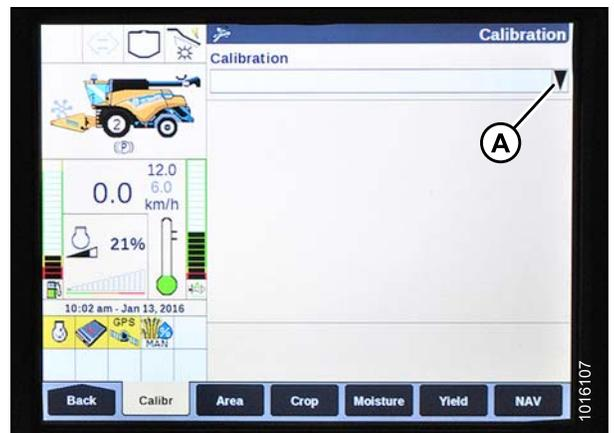 Calibration
Calibration
A
2
(P)
12.0
0.0
6.0
km/h
21%
F
10:02 am - Jan 13, 2016
GPS
MAN
Back
Calibr
Area
Crop
Moisture
Yield
NAV
1016107